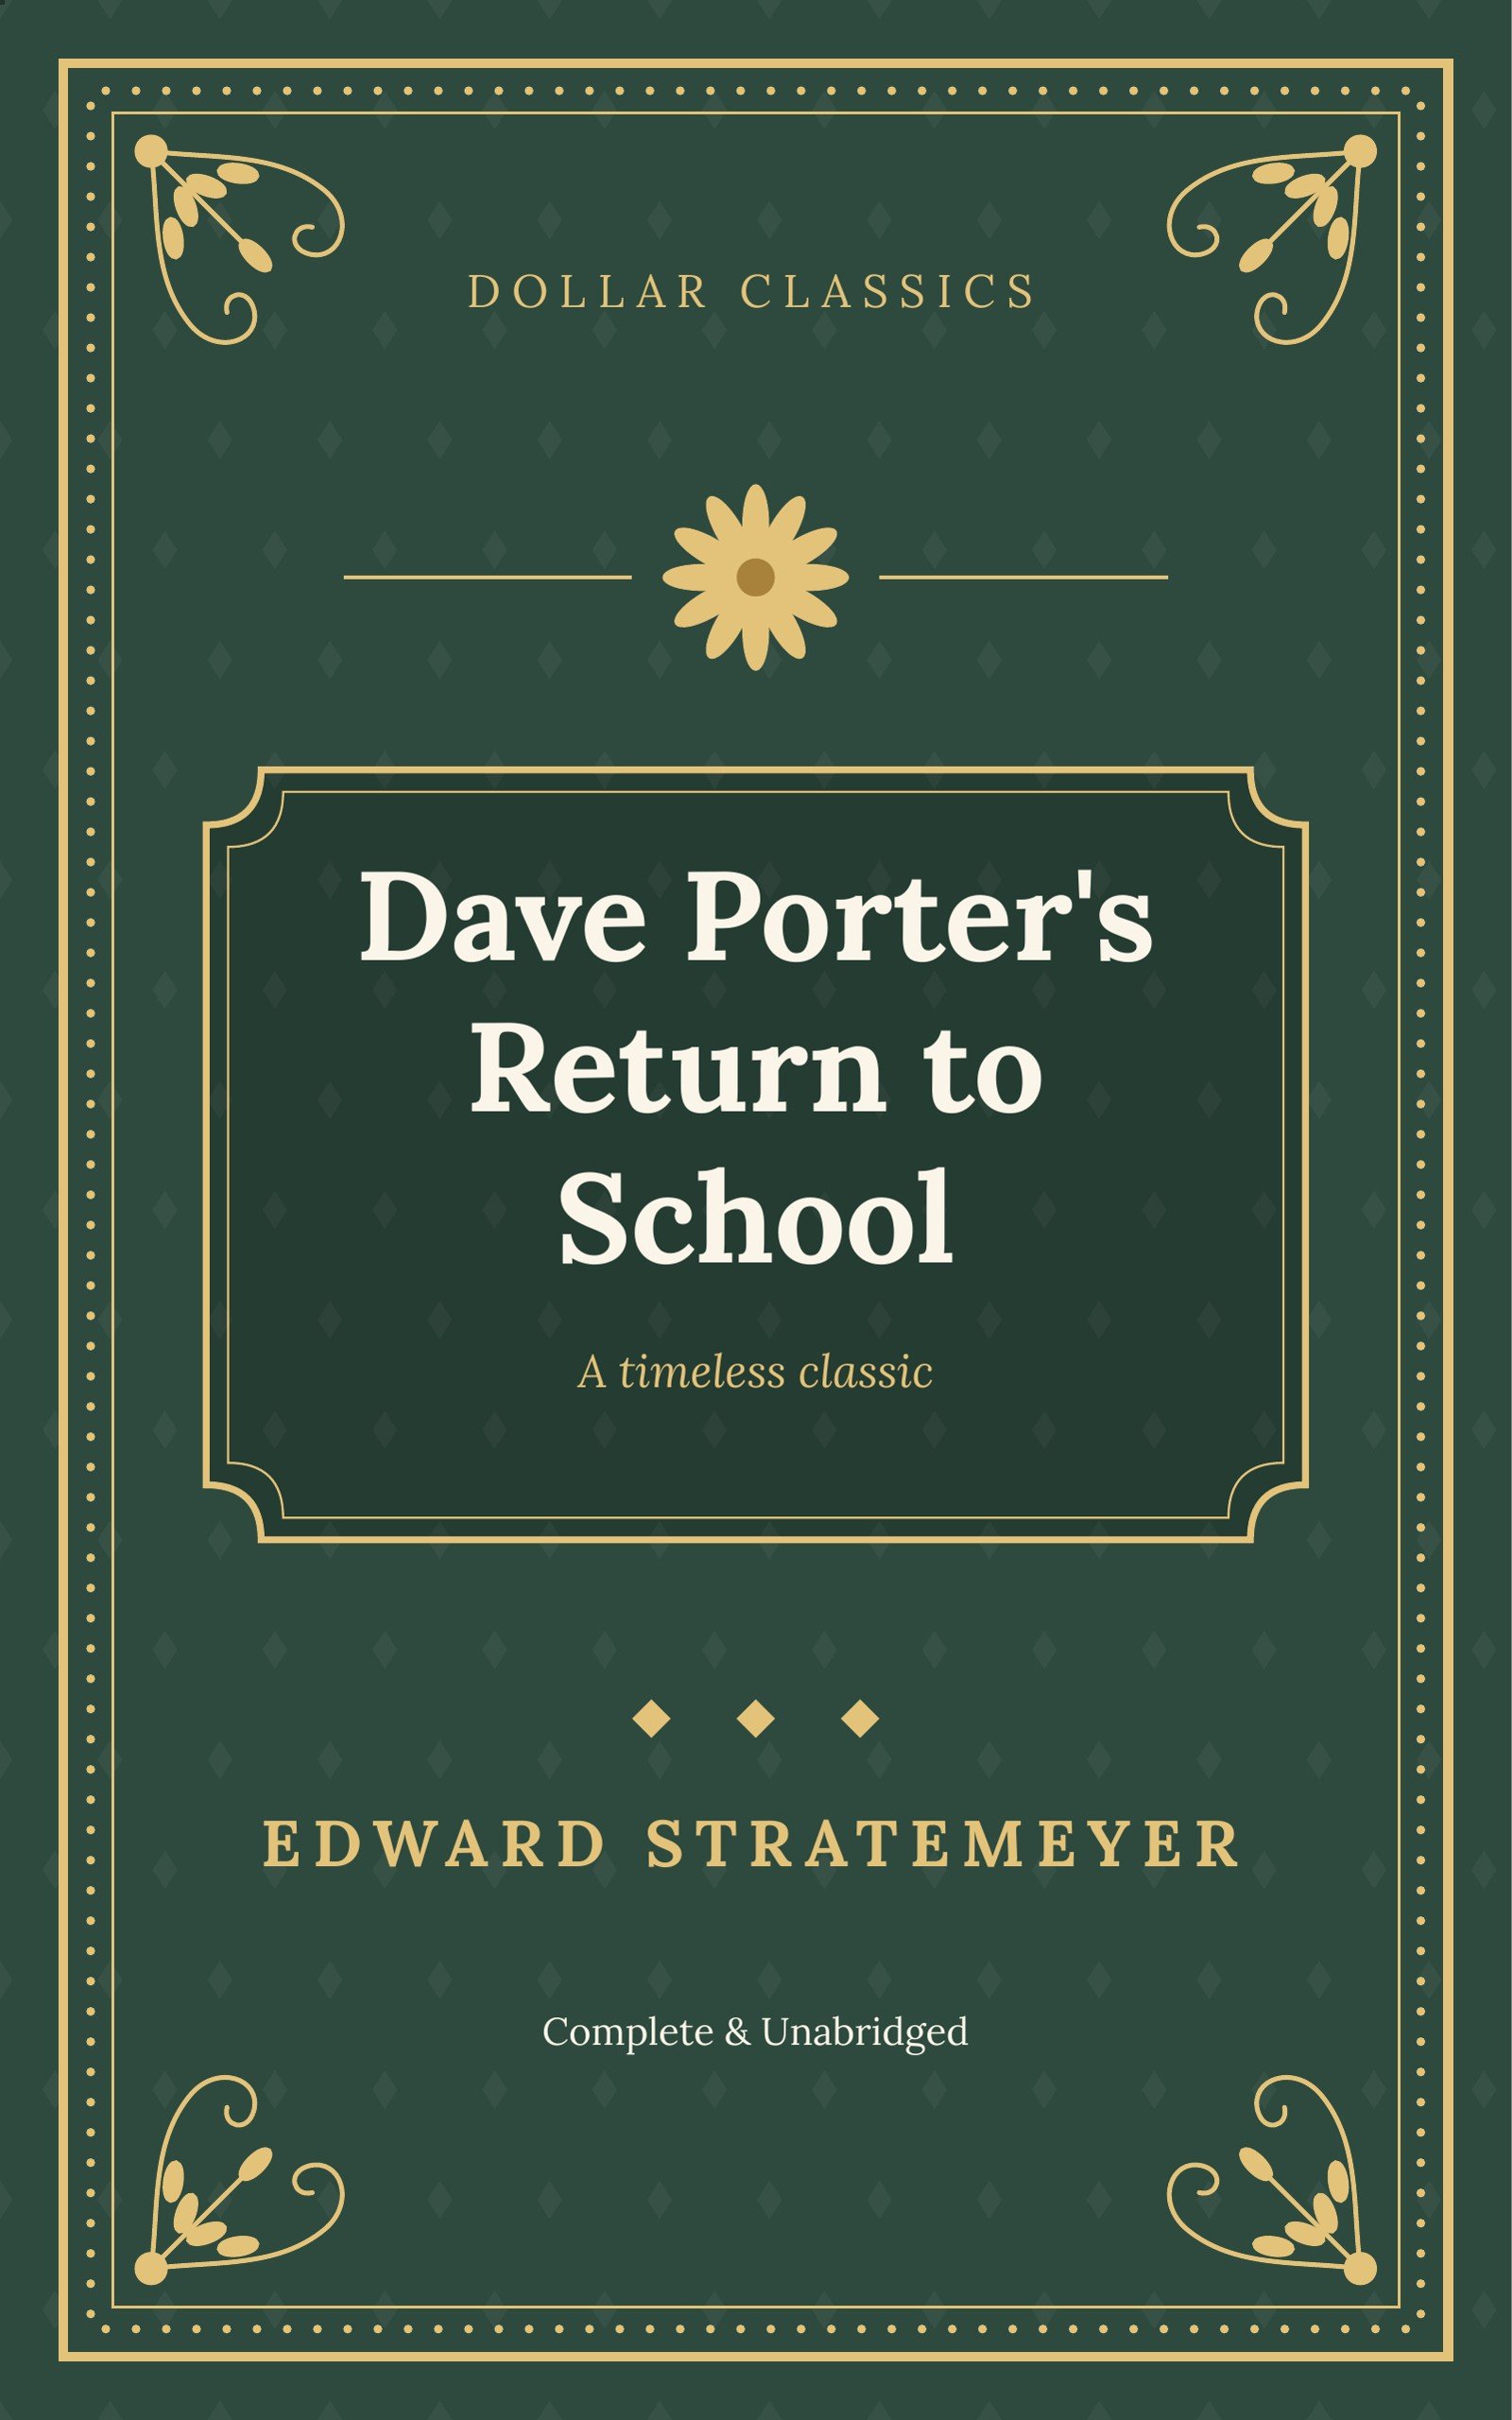 DOLLAR CLASSICS
Dave Porter's
Return to
School
A timeless classic
EDWARD STRATEMEYER
Complete & Unabridged